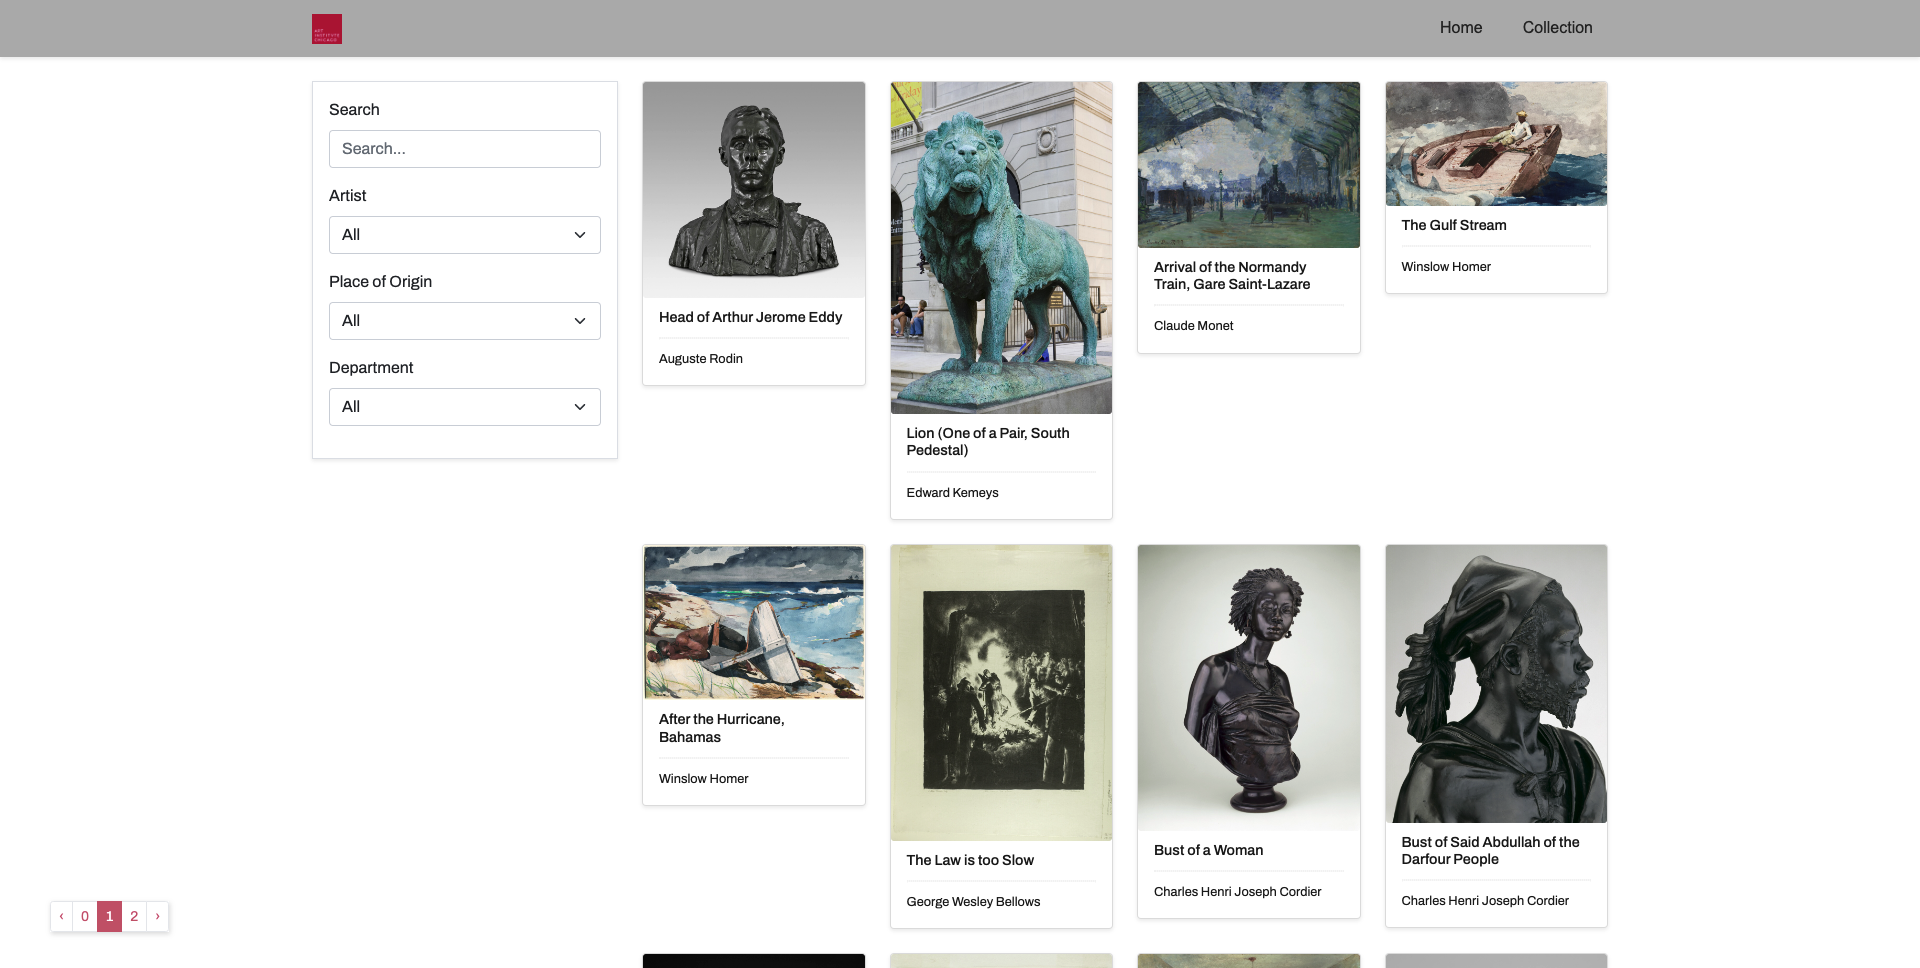 ART
INSTITVTE
CHICAGO
Home
Collection
Search
Search...
Artist
All
Place of Origin
All
Department
All
Head of Arthur Jerome Eddy
Auguste Rodin
Lion (One of a Pair, South
Pedestal)
Edward Kemeys
Arrival of the Normandy
Train, Gare Saint-Lazare
Claude Monet
The Gulf Stream
Winslow Homer
After the Hurricane,
Bahamas
Winslow Homer
The Law is too Slow
George Wesley Bellows
Bust of a Woman
Charles Henri Joseph Cordier
Bust of Said Abdullah of the
Darfour People
Charles Henri Joseph Cordier
‹ 0 1 2 ›